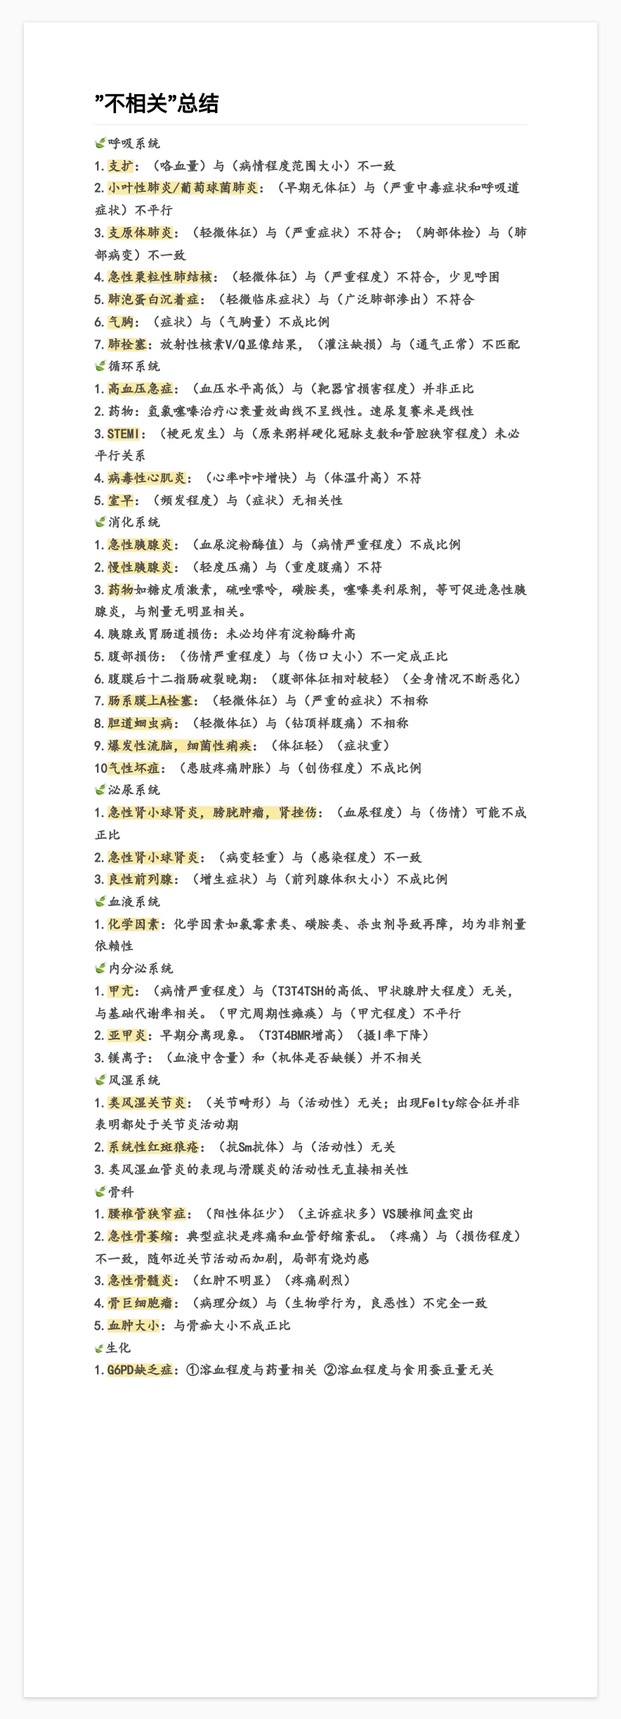 ”不相关”总结
呼吸系统
1. 支扩：（咯血量）与（病情程度范围大小）不一致
2. 小叶性肺炎/葡萄球菌肺炎：（早期无体征）与（严重中毒症状和呼吸道
症状）不平行
3. 支原体肺炎：（轻微体征）与（严重症状）不符合；（胸部体检）与（肺
部病变）不一致
4. 急性粟粒性肺结核：（轻微体征）与（严重程度）不符合，少见呼困
5. 肺泡蛋白沉着症：（轻微临床症状）与（广泛肺部渗出）不符合
6. 气胸：（症状）与（气胸量）不成比例
7. 肺栓塞：放射性核素V/Q显像结果，（灌注缺损）与（通气正常）不匹配
循环系统
1. 高血压急症：（血压水平高低）与（靶器官损害程度）并非正比
2. 药物：氢氯噻嗪治疗心衰量效曲线不呈线性。速尿复赛米是线性
3. STEMI：（梗死发生）与（原来粥样硬化冠脉支数和管腔狭窄程度）未必
平行关系
4. 病毒性心肌炎：（心率咔咔增快）与（体温升高）不符
5. 室早：（频发程度）与（症状）无相关性
消化系统
1. 急性胰腺炎：（血尿淀粉酶值）与（病情严重程度）不成比例
2. 慢性胰腺炎：（轻度压痛）与（重度腹痛）不符
3. 药物如糖皮质激素，硫唑嘌呤，磺胺类，噻嗪类利尿剂，等可促进急性胰
腺炎，与剂量无明显相关。
4. 胰腺或胃肠道损伤：未必均伴有淀粉酶升高
5. 腹部损伤：（伤情严重程度）与（伤口大小）不一定成正比
6. 腹膜后十二指肠破裂晚期：（腹部体征相对较轻）（全身情况不断恶化）
7. 肠系膜上A栓塞：（轻微体征）与（严重的症状）不相称
8. 胆道蛔虫病：（轻微体征）与（钻顶样腹痛）不相称
9. 爆发性流脑，细菌性痢疾：（体征轻）（症状重）
10气性坏疽：（患肢疼痛肿胀）与（创伤程度）不成比例
泌尿系统
1. 急性肾小球肾炎，膀胱肿瘤，肾挫伤：（血尿程度）与（伤情）可能不成
正比
2. 急性肾小球肾炎：（病变轻重）与（感染程度）不一致
3. 良性前列腺：（增生症状）与（前列腺体积大小）不成比例
血液系统
1. 化学因素：化学因素如氯霉素类、磺胺类、杀虫剂导致再障，均为非剂量
依赖性
内分泌系统
1. 甲亢：（病情严重程度）与（T3T4TSH的高低、甲状腺肿大程度）无关，
与基础代谢率相关。（甲亢周期性瘫痪）与（甲亢程度）不平行
2. 亚甲炎：早期分离现象。（T3T4BMR增高）（摄I率下降）
3. 镁离子：（血液中含量）和（机体是否缺镁）并不相关
风湿系统
1. 类风湿关节炎：（关节畸形）与（活动性）无关；出现Felty综合征并非
表明都处于关节炎活动期
2. 系统性红斑狼疮：（抗Sm抗体）与（活动性）无关
3. 类风湿血管炎的表现与滑膜炎的活动性无直接相关性
骨科
1. 腰椎管狭窄症：（阳性体征少）（主诉症状多）VS腰椎间盘突出
2. 急性骨萎缩：典型症状是疼痛和血管舒缩紊乱。（疼痛）与（损伤程度）
不一致，随邻近关节活动而加剧，局部有烧灼感
3. 急性骨髓炎：（红肿不明显）（疼痛剧烈）
4. 骨巨细胞瘤：（病理分级）与（生物学行为，良恶性）不完全一致
5. 血肿大小：与骨痂大小不成正比
生化
1. G6PD缺乏症：①溶血程度与药量相关 ②溶血程度与食用蚕豆量无关